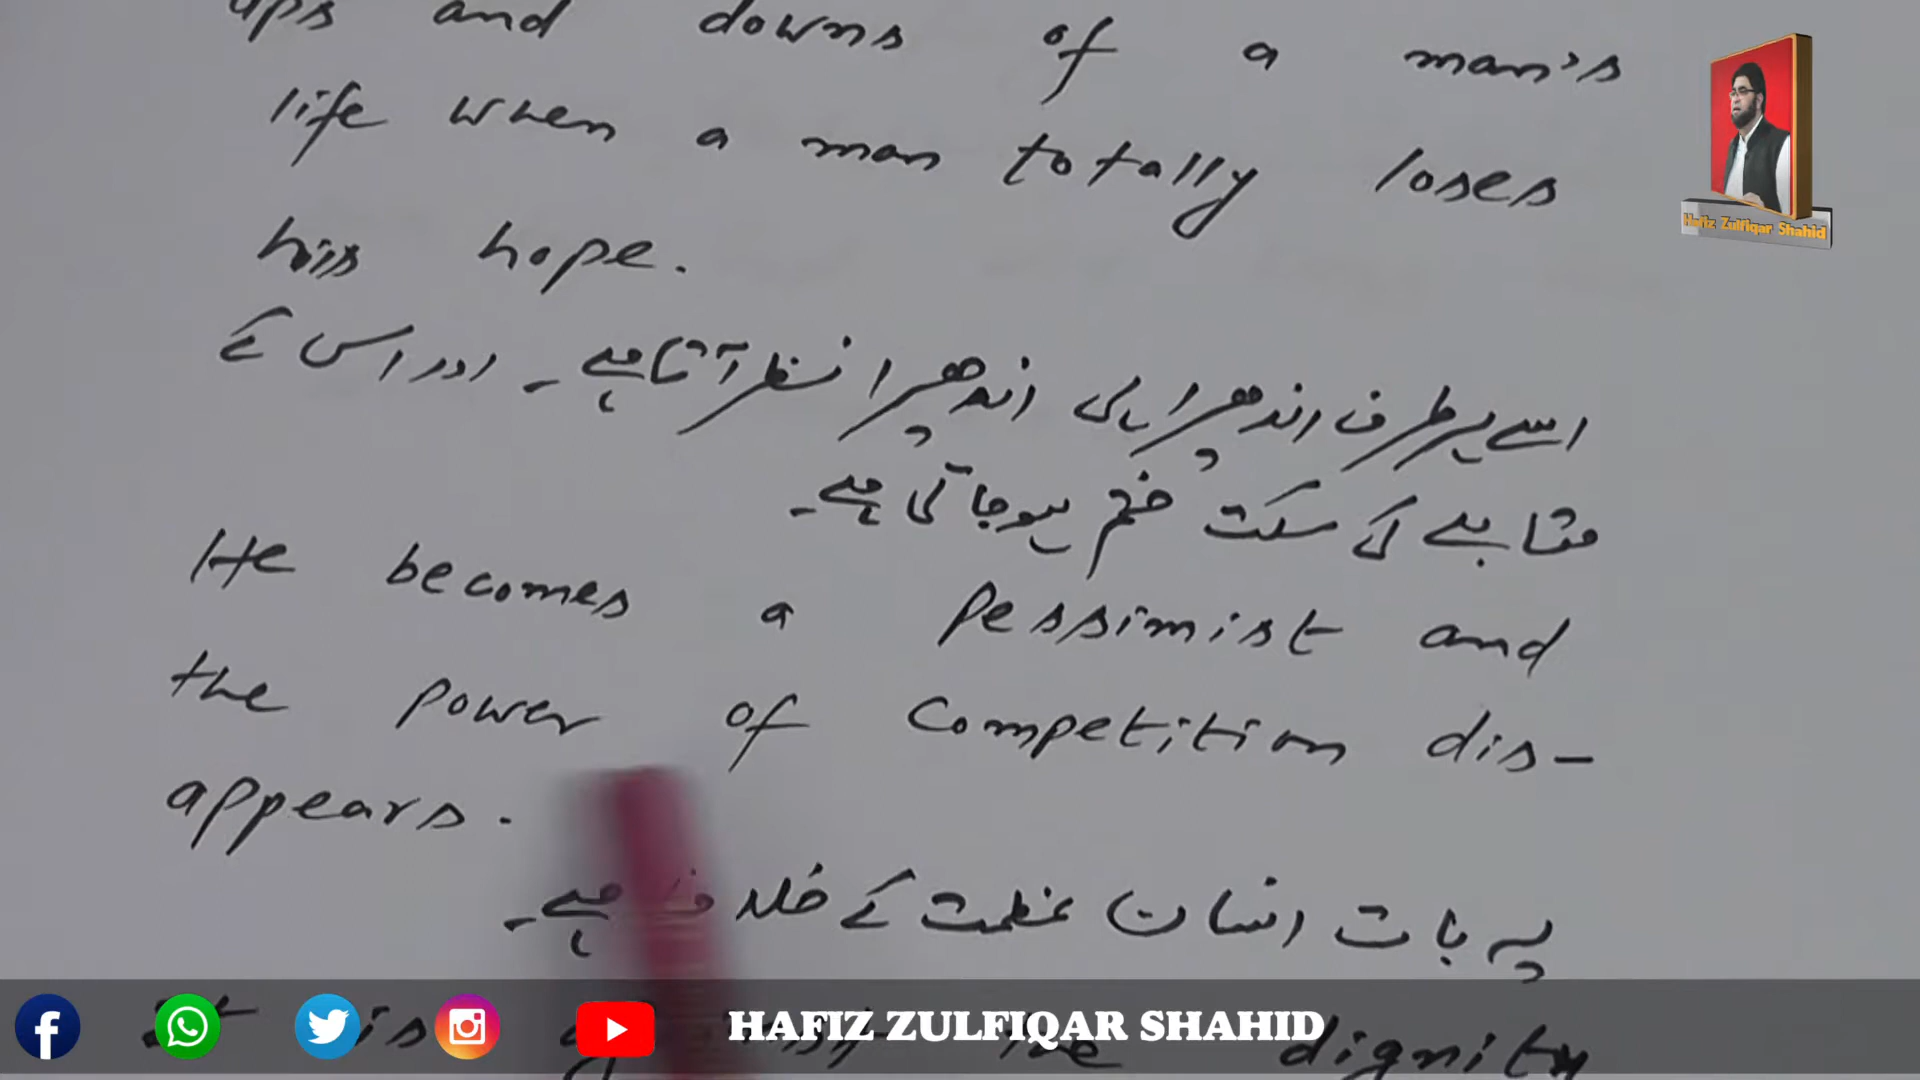 ups and downs of a man's
life when a man totally loses
his hope.
اسے ہر طرف اندھیرا ہی اندھیرا نظر آتا ہے ۔ اور اس کے
مقابلے کی سکت ختم ہو جاتی ہے ۔
He becomes a pessimist and
the power of competition dis-
appears.
یہ بات انسان عظمت کے خلاف ہے ۔
is the dignity
HAFIZ ZULFIQAR SHAHID
Hafiz Zulfiqar Shahid